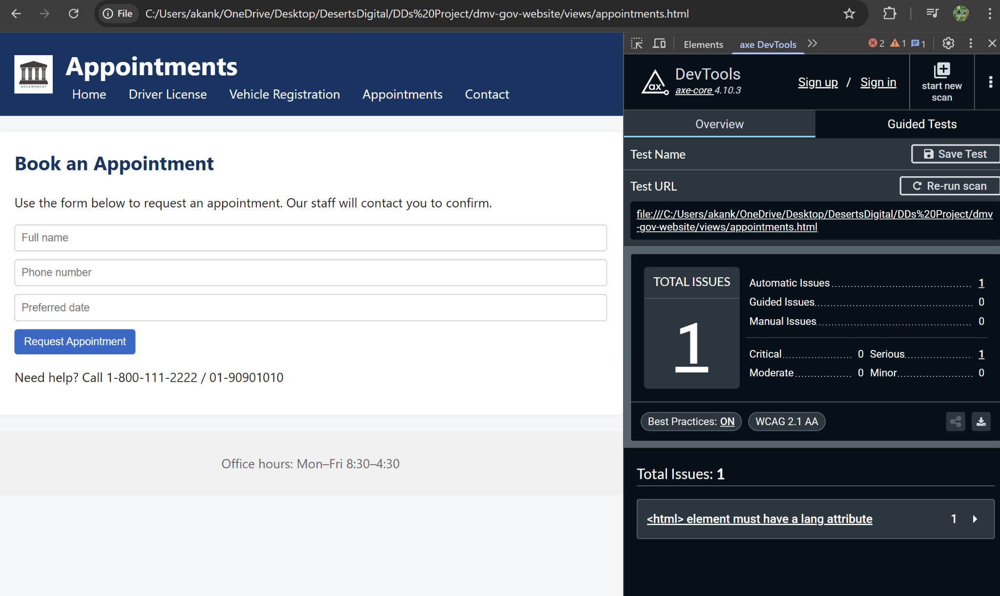 File C:/Users/akank/OneDrive/Desktop/DesertsDigital/DDs%20Project/dmv-gov-website/views/appointments.html
GOVERNMENT
Appointments
Home Driver License Vehicle Registration Appointments Contact
Book an Appointment
Use the form below to request an appointment. Our staff will contact you to confirm.
Full name
Phone number
Preferred date
Request Appointment
Need help? Call 1-800-111-2222 / 01-90901010
Office hours: Mon–Fri 8:30–4:30
Elements axe DevTools 2 1 1
ax DevTools
axe-core 4.10.3
Sign up / Sign in
start new
scan
Overview Guided Tests
Test Name Save Test
Test URL Re-run scan
file:///C:/Users/akank/OneDrive/Desktop/DesertsDigital/DDs%20Project/dmv
-gov-website/views/appointments.html
TOTAL ISSUES
1
Automatic Issues 1
Guided Issues 0
Manual Issues 0
Critical 0 Serious 1
Moderate 0 Minor 0
Best Practices: ON WCAG 2.1 AA
Total Issues: 1
<html> element must have a lang attribute 1